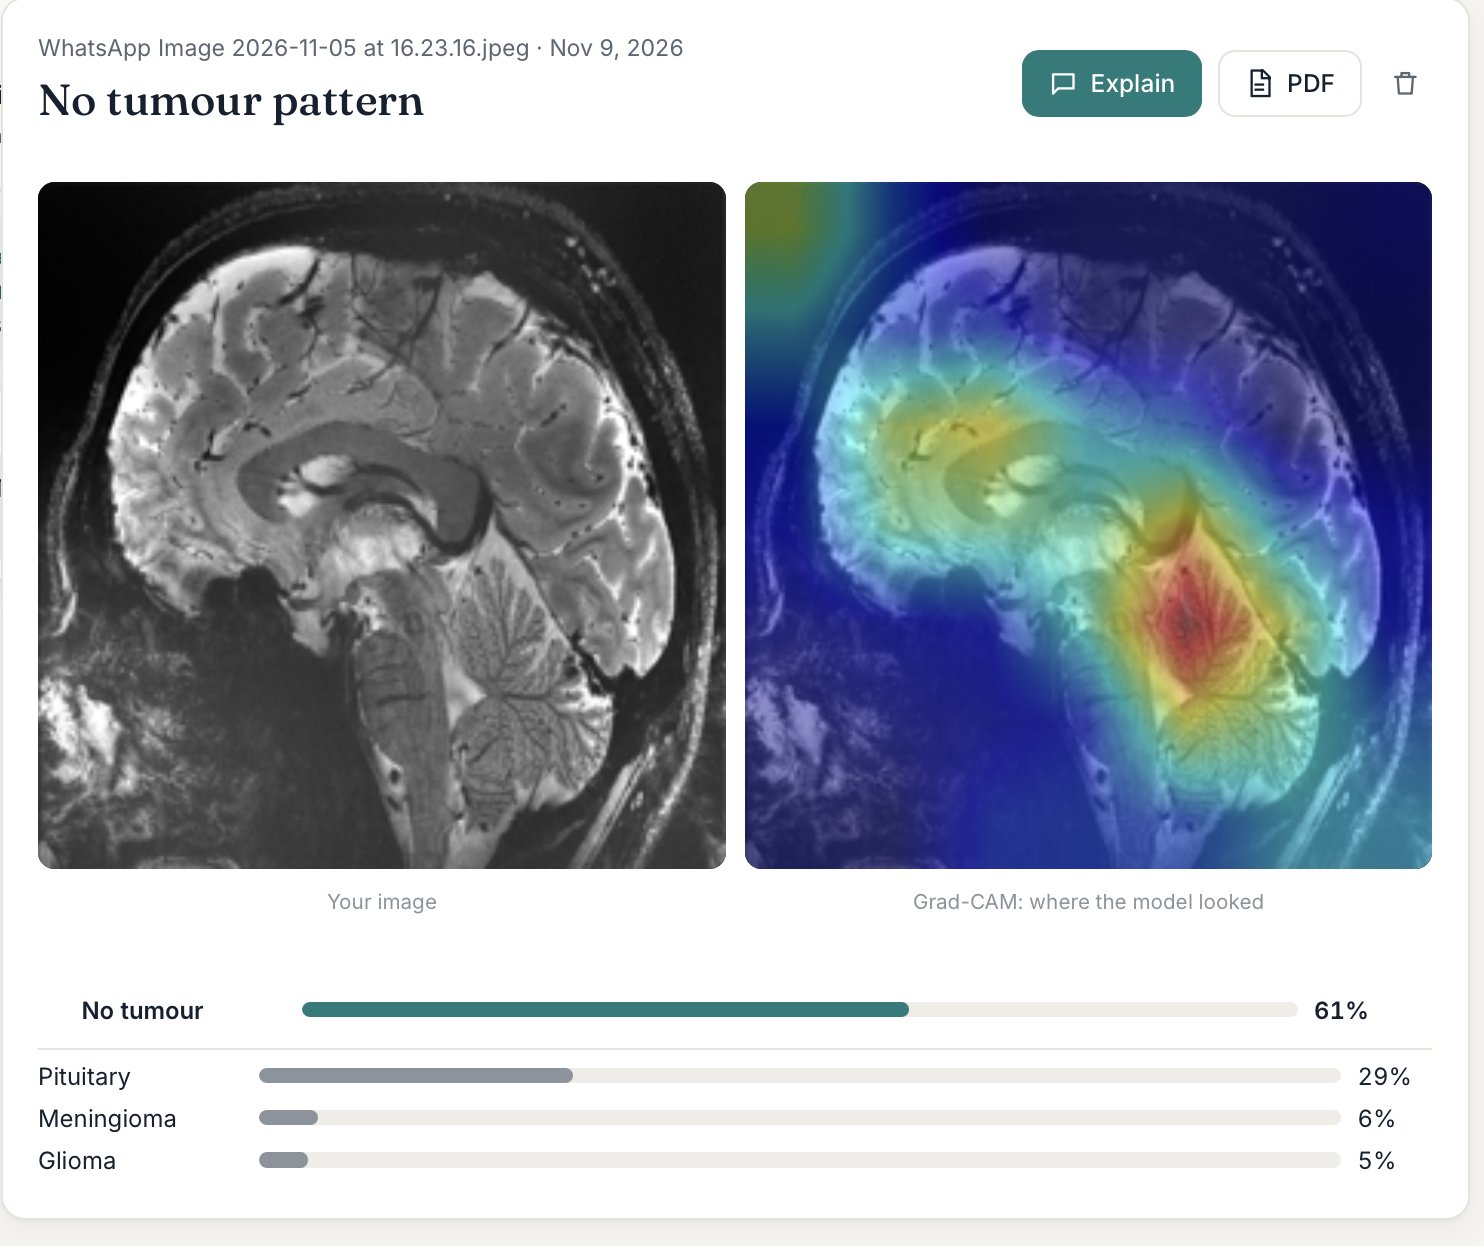 WhatsApp Image 2026-11-05 at 16.23.16.jpeg · Nov 9, 2026
No tumour pattern
Explain
PDF
Your image
Grad-CAM: where the model looked
No tumour 61%
Pituitary 29%
Meningioma 6%
Glioma 5%